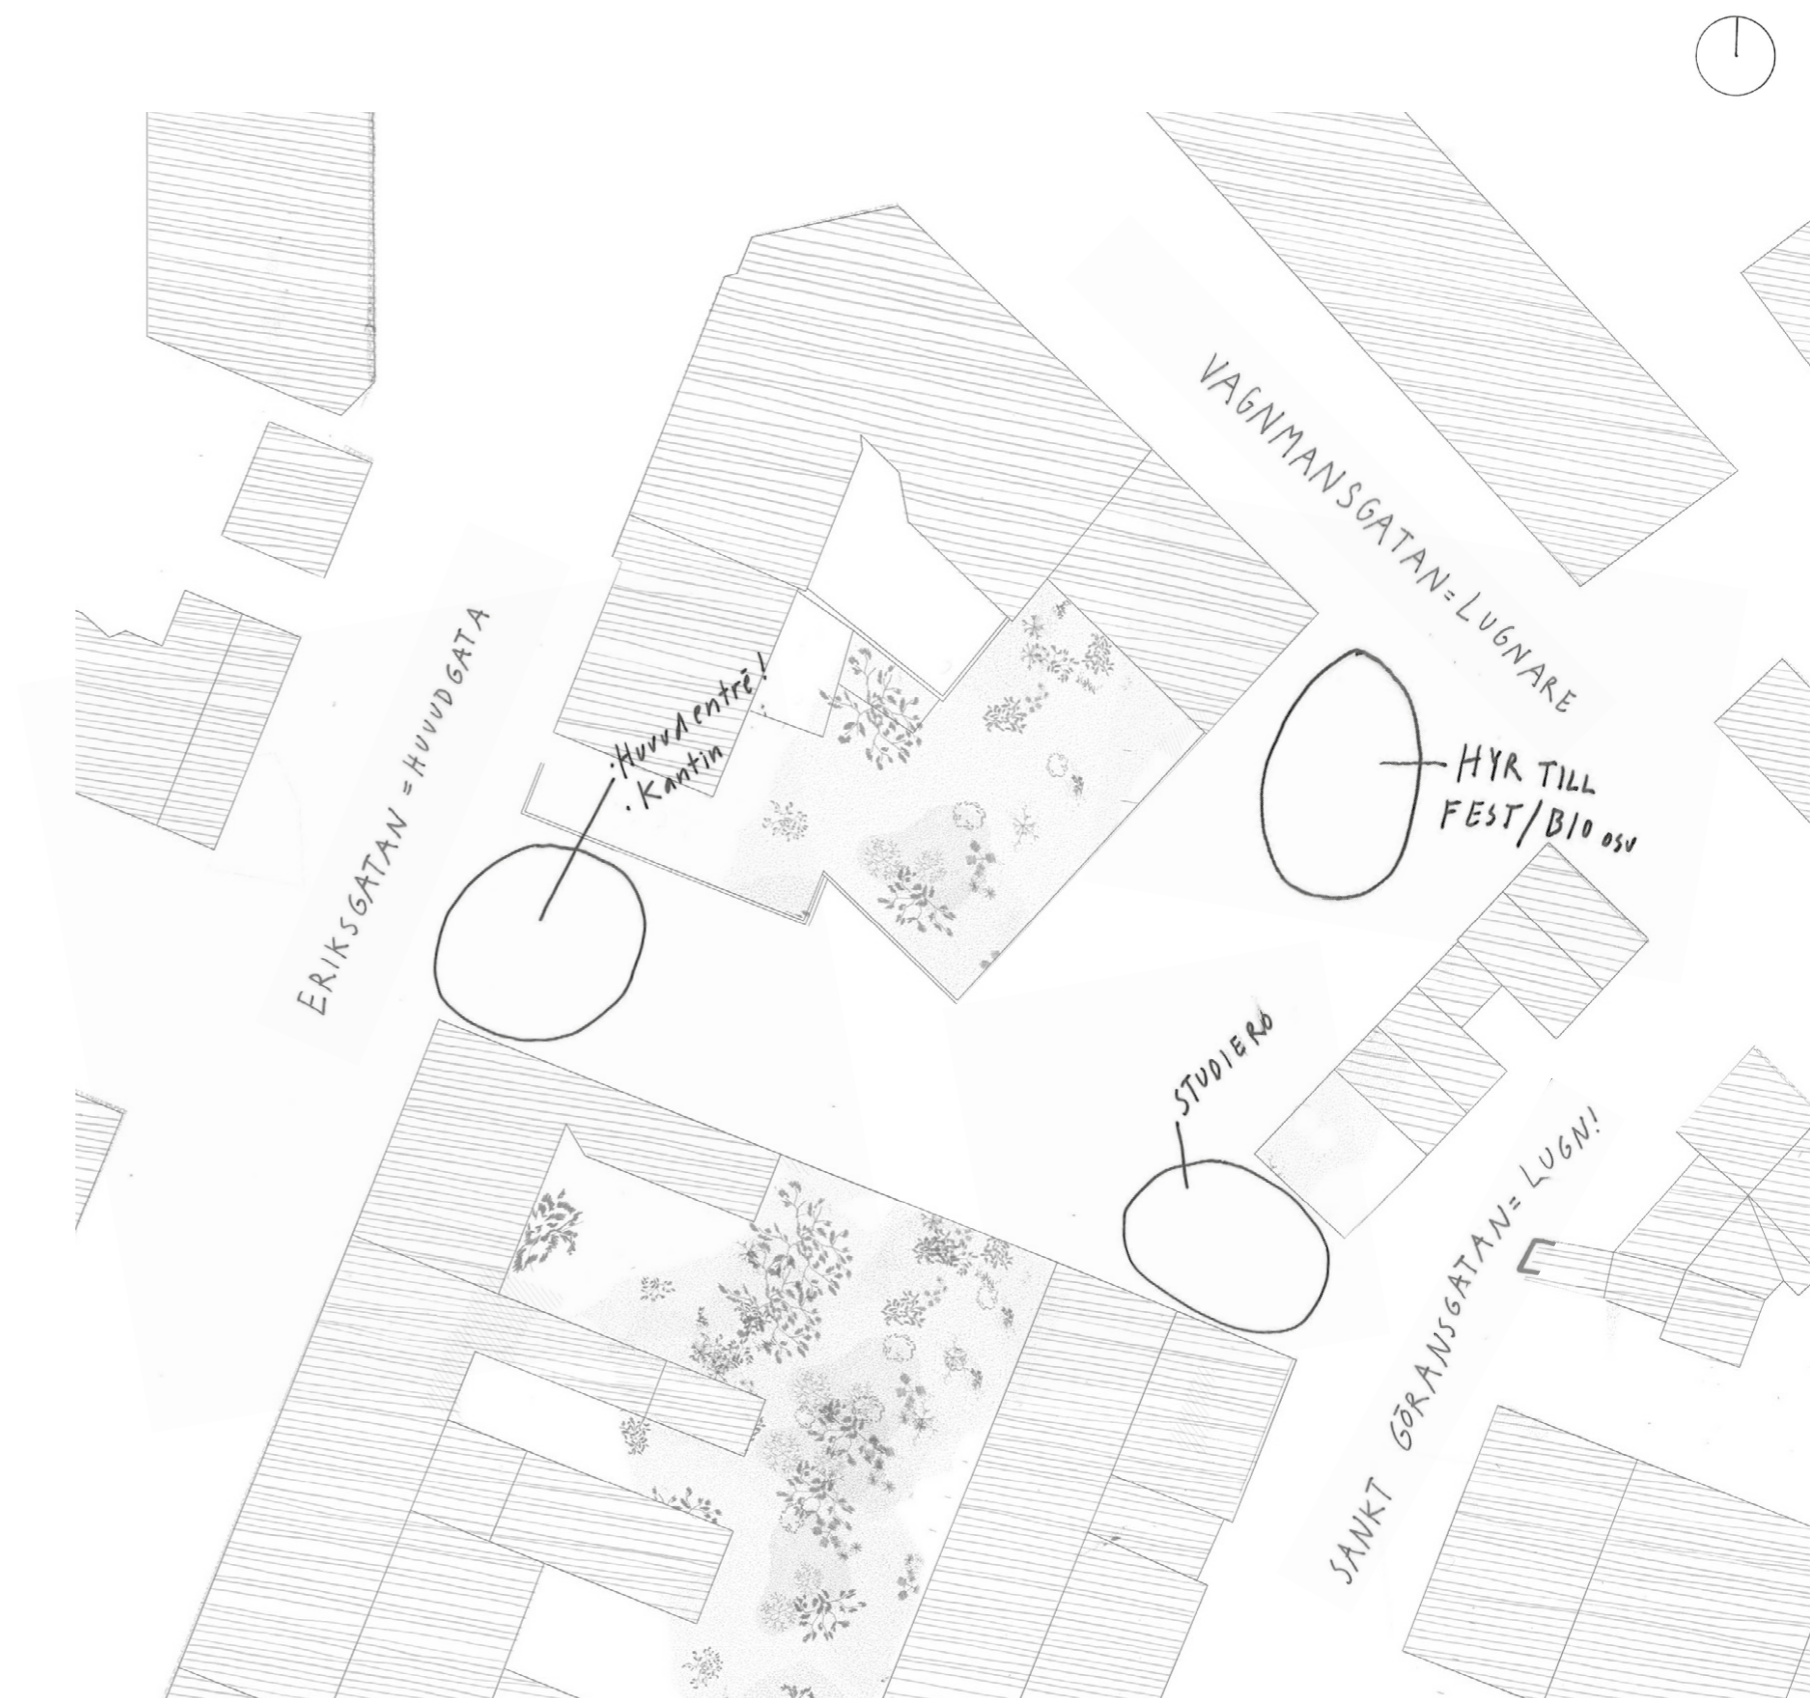 VAGNMANSGATAN = LUGNARE
ERIKSGATAN = HUVUDGATA
· Huvudentré!
· Kantin
HYR TILL
FEST/BIO OSV
STUDIERO
SANKT GÖRANSGATAN = LUGN!